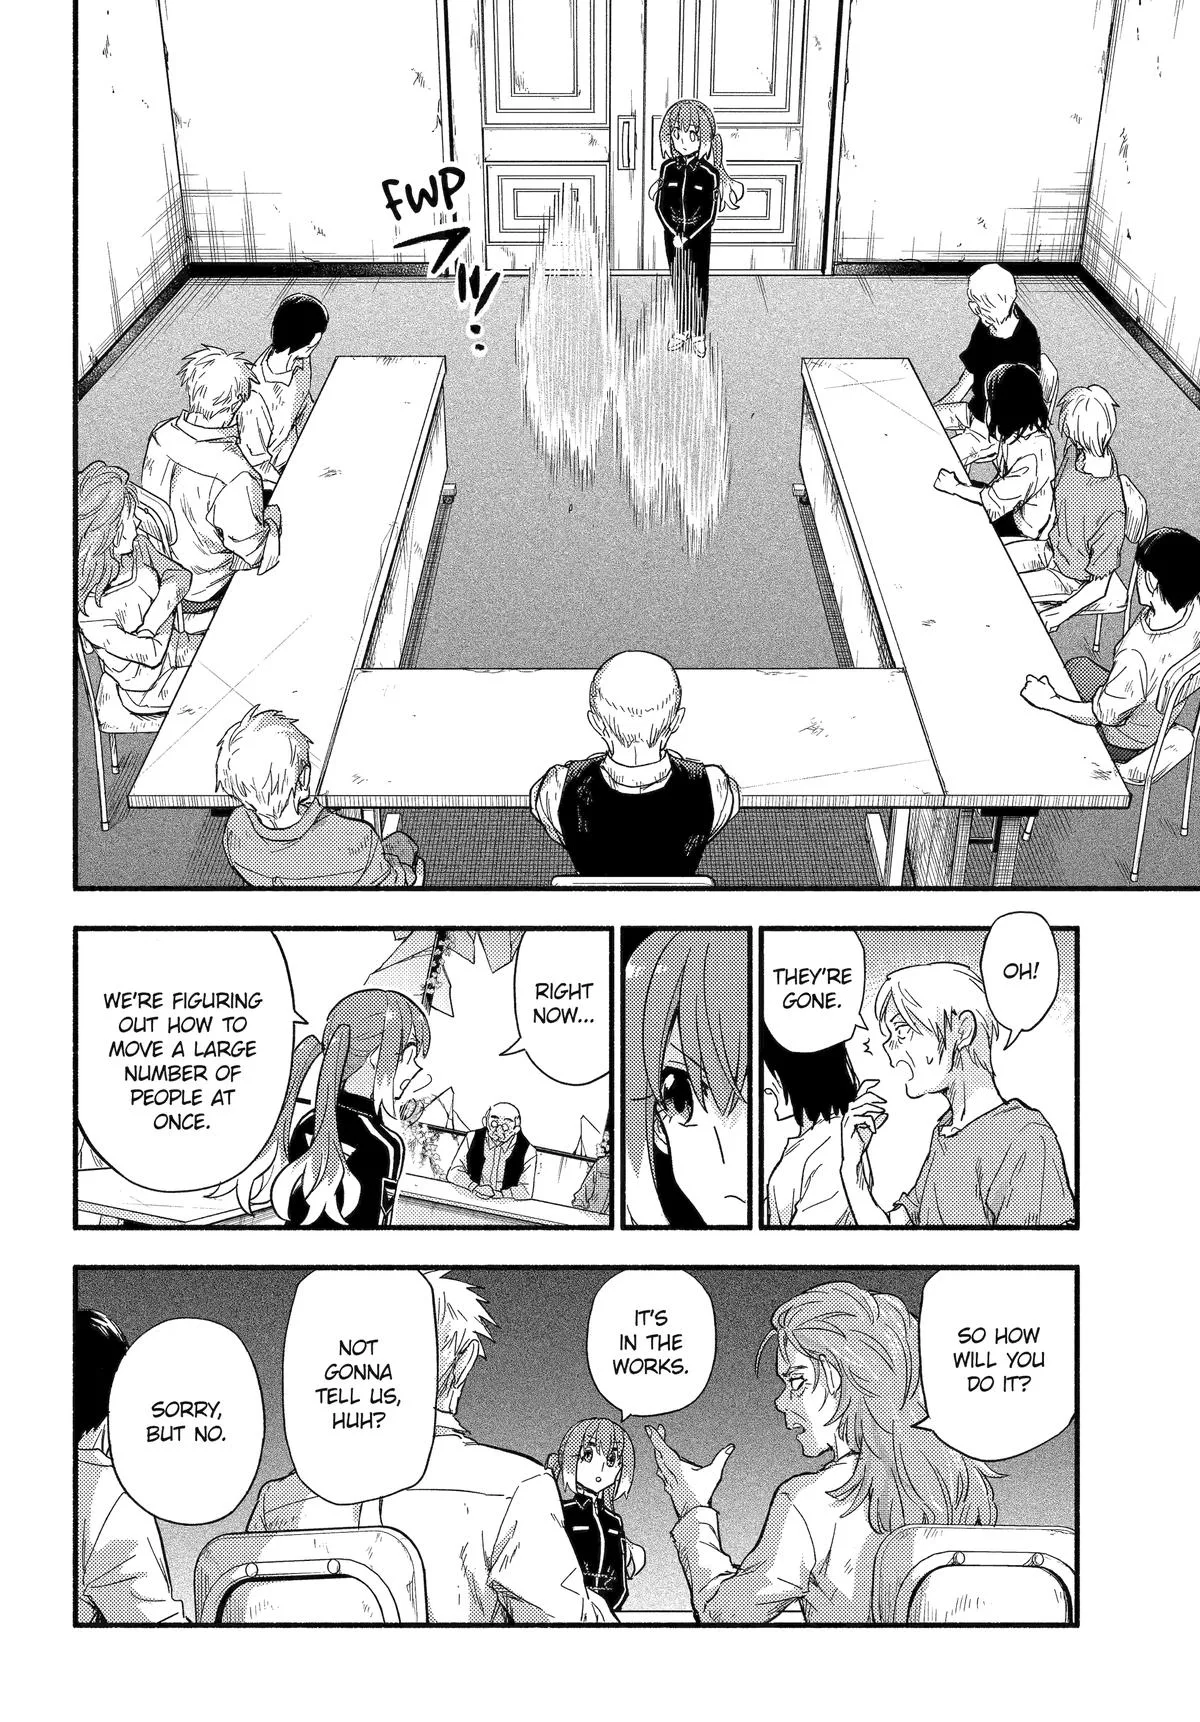 FWP
フッ…
OH!
THEY'RE
GONE.
RIGHT
NOW...
WE'RE FIGURING
OUT HOW TO
MOVE A LARGE
NUMBER OF
PEOPLE AT
ONCE.
SO HOW
WILL YOU
DO IT?
IT'S
IN THE
WORKS.
NOT
GONNA
TELL US,
HUH?
SORRY,
BUT NO.